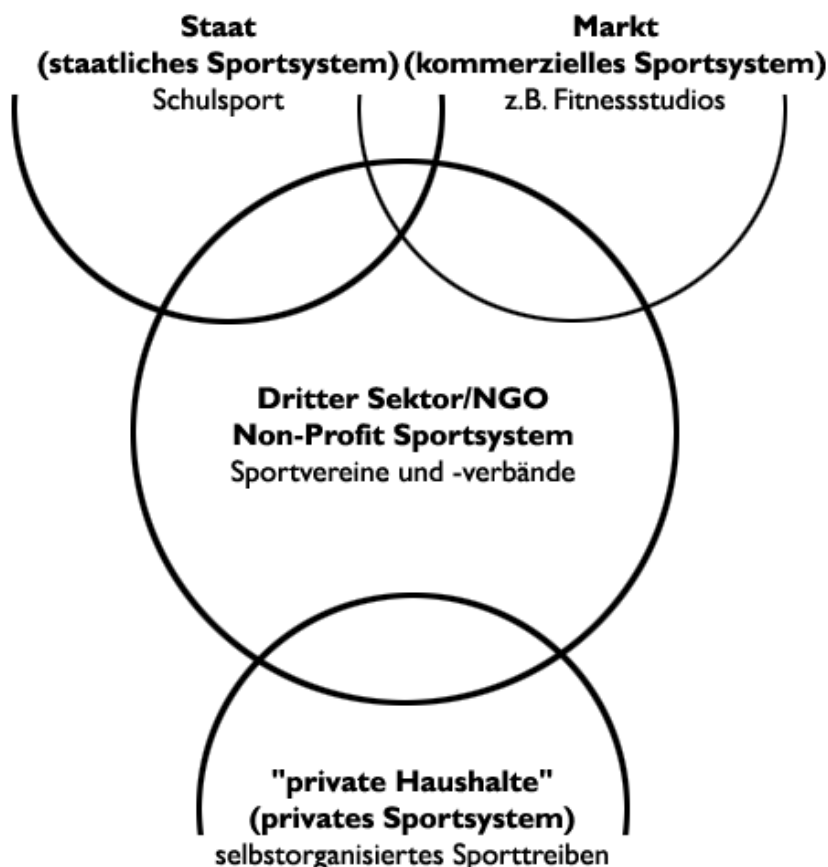 Staat
(staatliches Sportsystem)
Schulsport
Markt
(kommerzielles Sportsystem)
z.B. Fitnessstudios
Dritter Sektor/NGO
Non-Profit Sportsystem
Sportvereine und -verbände
"private Haushalte"
(privates Sportsystem)
selbstorganisiertes Sporttreiben